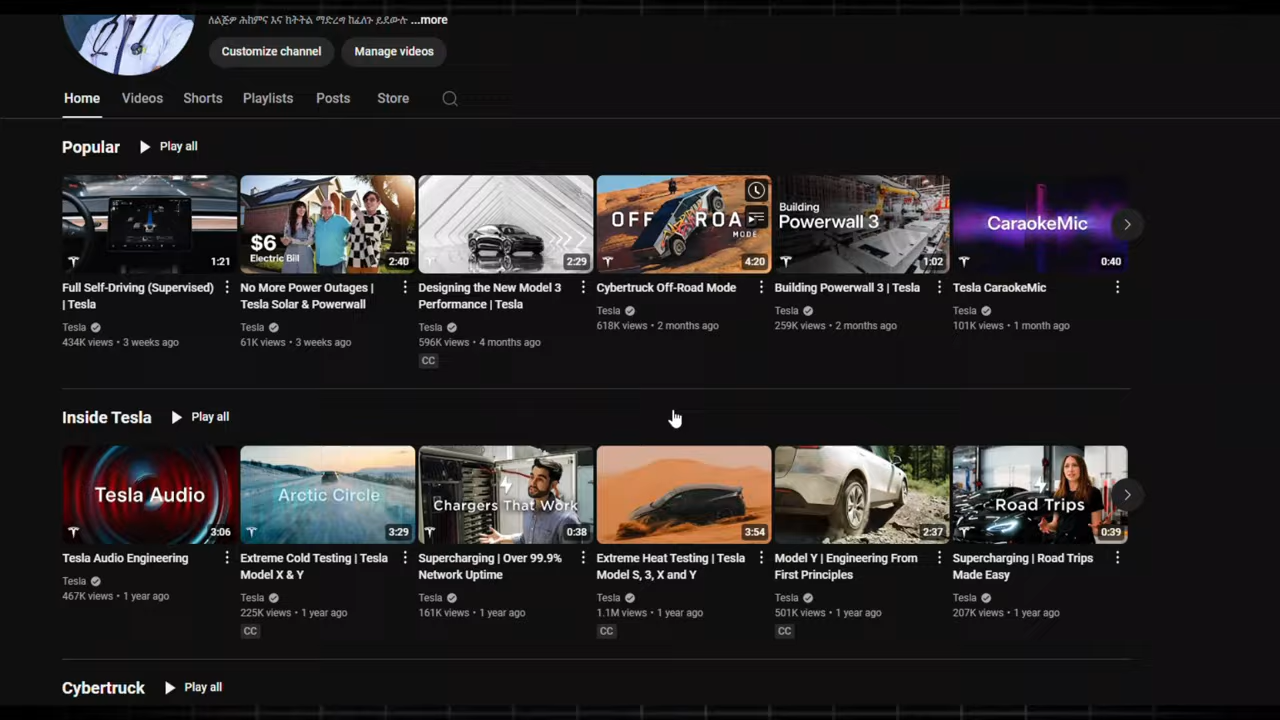 ለልጅዎ ሕክምና እና ክትትል ማድረግ ከፈለጉ ይደውሉ ...more
Customize channel
Manage videos
Home
Videos
Shorts
Playlists
Posts
Store
Popular
Play all
$6
Electric Bill
OFF ROA
MODE
Building
Powerwall 3
CaraokeMic
1:21
2:40
2:29
4:20
1:02
0:40
Full Self-Driving (Supervised)
| Tesla
Tesla
434K views • 3 weeks ago
No More Power Outages |
Tesla Solar & Powerwall
Tesla
61K views • 3 weeks ago
Designing the New Model 3
Performance | Tesla
Tesla
596K views • 4 months ago
CC
Cybertruck Off-Road Mode
Tesla
618K views • 2 months ago
Building Powerwall 3 | Tesla
Tesla
259K views • 2 months ago
Tesla CaraokeMic
Tesla
101K views • 1 month ago
Inside Tesla
Play all
Tesla Audio
Arctic Circle
Chargers That Work
Road Trips
3:06
3:29
0:38
3:54
2:37
0:39
Tesla Audio Engineering
Tesla
467K views • 1 year ago
Extreme Cold Testing | Tesla
Model X & Y
Tesla
225K views • 1 year ago
CC
Supercharging | Over 99.9%
Network Uptime
Tesla
161K views • 1 year ago
Extreme Heat Testing | Tesla
Model S, 3, X and Y
Tesla
1.1M views • 1 year ago
CC
Model Y | Engineering From
First Principles
Tesla
501K views • 1 year ago
CC
Supercharging | Road Trips
Made Easy
Tesla
207K views • 1 year ago
Cybertruck
Play all